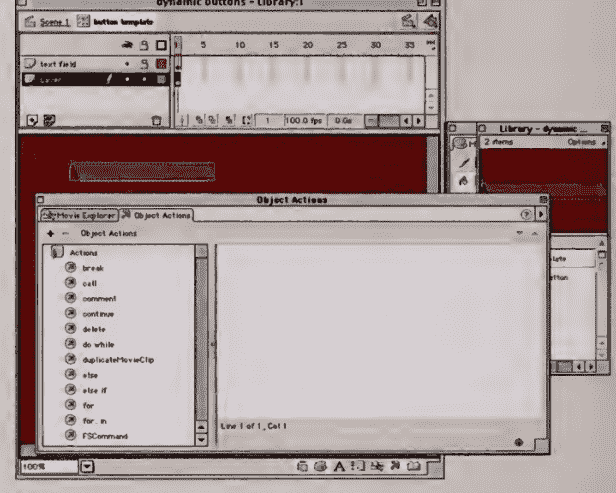 dynamic buttons - Library:1
Scene 1 button template
5 10 15 20 25 30 35
text field
Layer
1 100.0 fps 0.0s
Library - dynamic ...
2 items Options
Object Actions
Movie Explorer Object Actions
+ - Object Actions
Actions
break
call
comment
continue
delete
do while
duplicateMovieClip
else
else if
for
for..in
FSCommand
Line 1 of 1, Col 1
100%